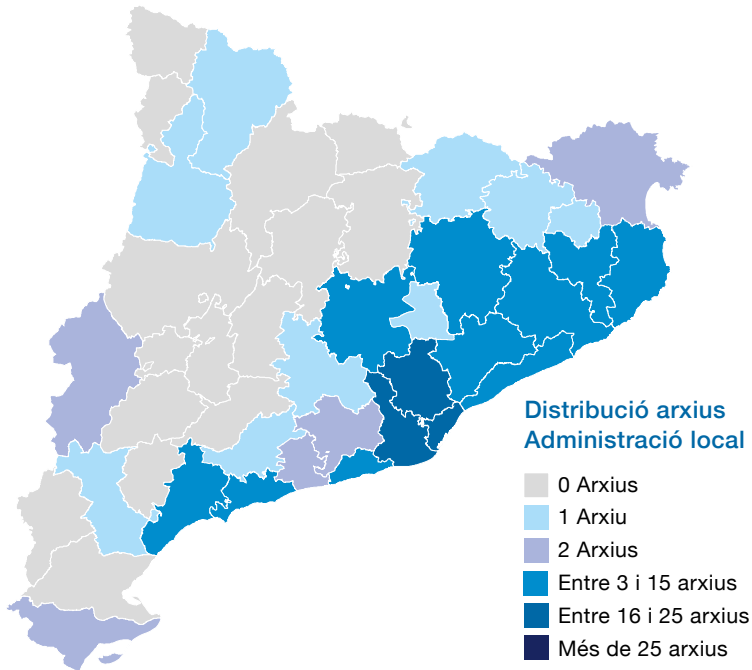 Distribució arxius
Administració local
0 Arxius
1 Arxiu
2 Arxius
Entre 3 i 15 arxius
Entre 16 i 25 arxius
Més de 25 arxius